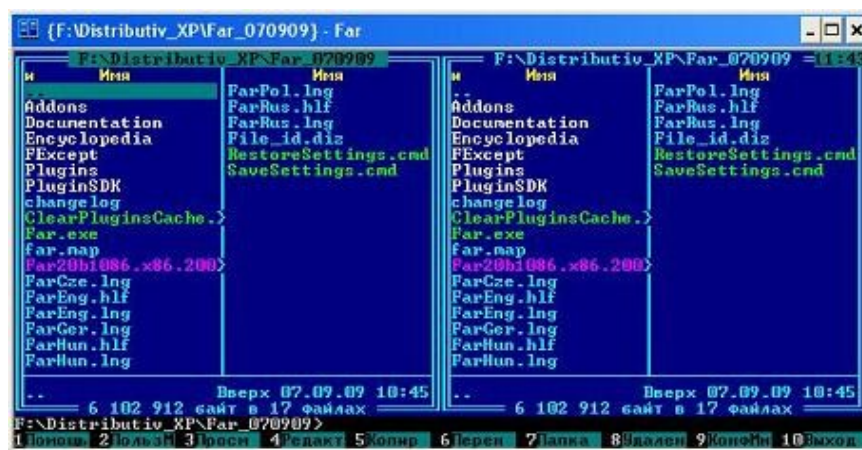 {F:\Distributiv_XP\Far_070909} - Far
F:\Distributiv_XP\Far_070909
и Имя Имя
..
FarPol.lng
Addons FarRus.hlf
Documentation FarRus.lng
Encyclopedia File_id.diz
FExcept RestoreSettings.cmd
Plugins SaveSettings.cmd
PluginSDK
changelog
ClearPluginsCache.}
Far.exe
far.map
Far20b1086.x86.200}
FarCze.lng
FarEng.hlf
FarEng.lng
FarGer.lng
FarHun.hlf
FarHun.lng
.. Вверх 07.09.09 10:45
6 102 912 байт в 17 файлах
F:\Distributiv_XP\Far_070909 11:43
и Имя Имя
..
FarPol.lng
Addons FarRus.hlf
Documentation FarRus.lng
Encyclopedia File_id.diz
FExcept RestoreSettings.cmd
Plugins SaveSettings.cmd
PluginSDK
changelog
ClearPluginsCache.}
Far.exe
far.map
Far20b1086.x86.200}
FarCze.lng
FarEng.hlf
FarEng.lng
FarGer.lng
FarHun.hlf
FarHun.lng
.. Вверх 07.09.09 10:45
6 102 912 байт в 17 файлах
F:\Distributiv_XP\Far_070909>
1Помощь 2ПользМ 3Просм 4Редакт 5Копир 6Перен 7Папка 8Удален 9КонфМн 10Выход